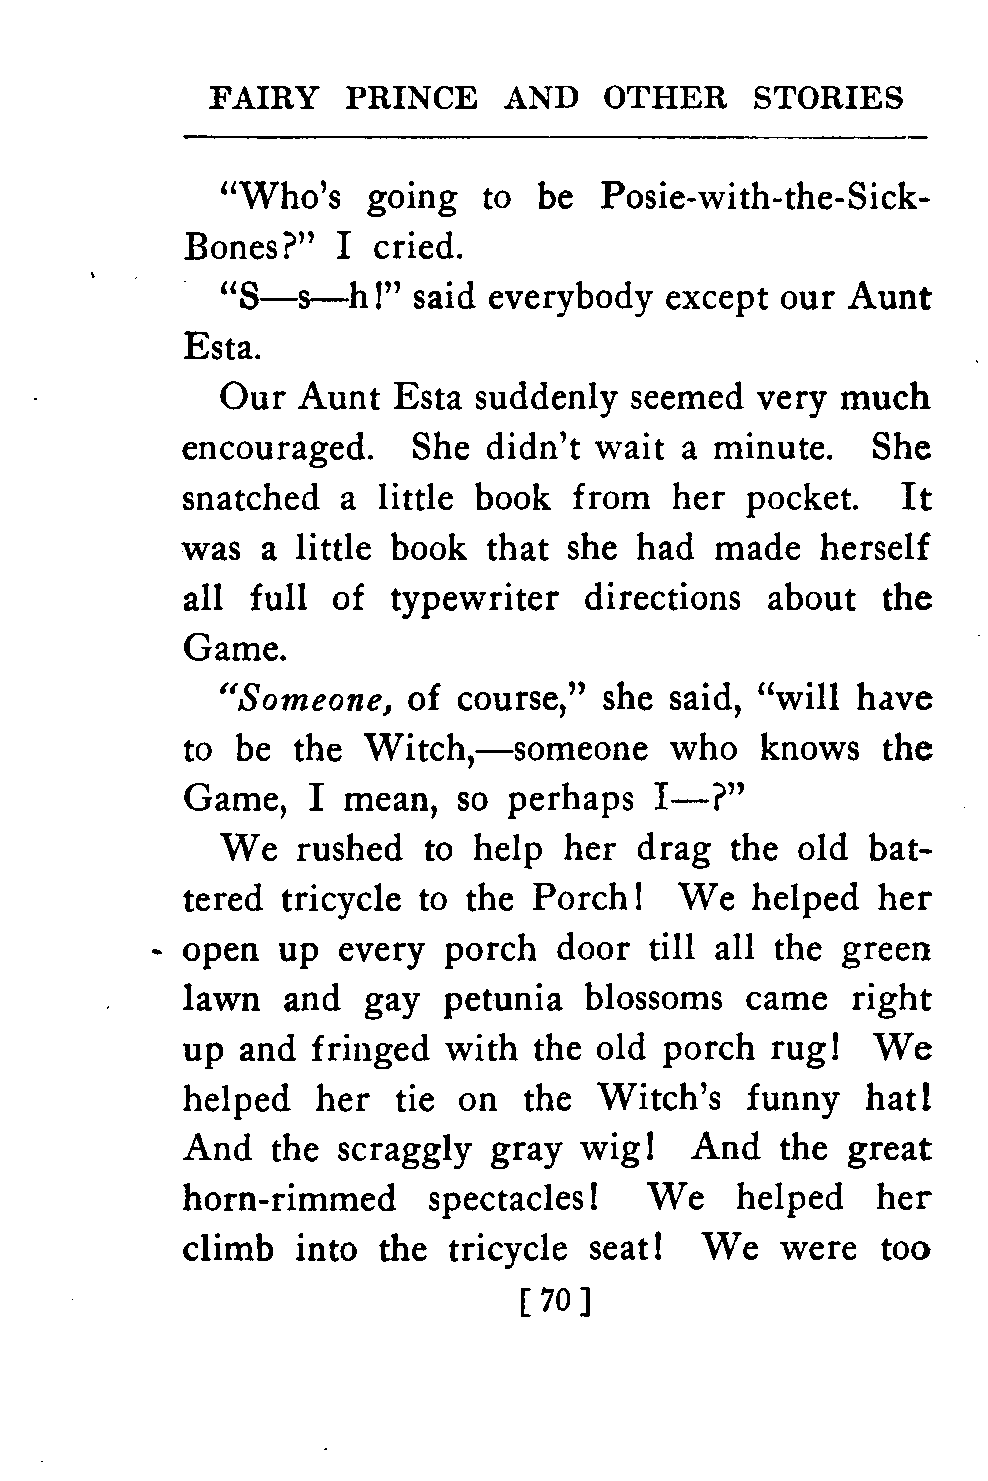 FAIRY PRINCE AND OTHER STORIES
"Who's going to be Posie-with-the-Sick-
Bones?" I cried.
"S—s—h!" said everybody except our Aunt
Esta.
Our Aunt Esta suddenly seemed very much
encouraged. She didn't wait a minute. She
snatched a little book from her pocket. It
was a little book that she had made herself
all full of typewriter directions about the
Game.
"Someone, of course," she said, "will have
to be the Witch,—someone who knows the
Game, I mean, so perhaps I—?"
We rushed to help her drag the old bat-
tered tricycle to the Porch! We helped her
open up every porch door till all the green
lawn and gay petunia blossoms came right
up and fringed with the old porch rug! We
helped her tie on the Witch's funny hat!
And the scraggly gray wig! And the great
horn-rimmed spectacles! We helped her
climb into the tricycle seat! We were too
[70]